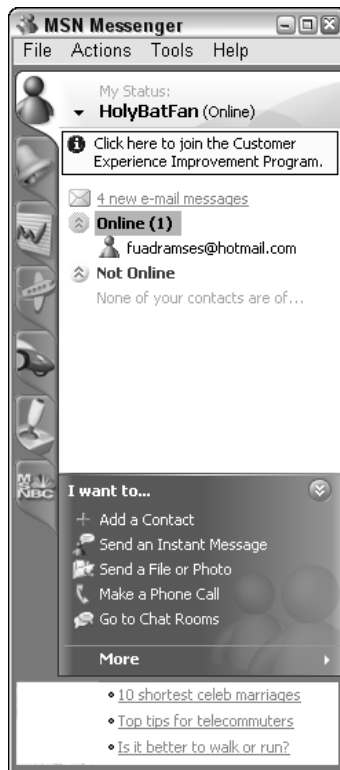 MSN Messenger
File Actions Tools Help
My Status:
HolyBatFan (Online)
Click here to join the Customer
Experience Improvement Program.
4 new e-mail messages
Online (1)
fuadramses@hotmail.com
Not Online
None of your contacts are of...
MSNBC
I want to...
Add a Contact
Send an Instant Message
Send a File or Photo
Make a Phone Call
Go to Chat Rooms
More
10 shortest celeb marriages
Top tips for telecommuters
Is it better to walk or run?